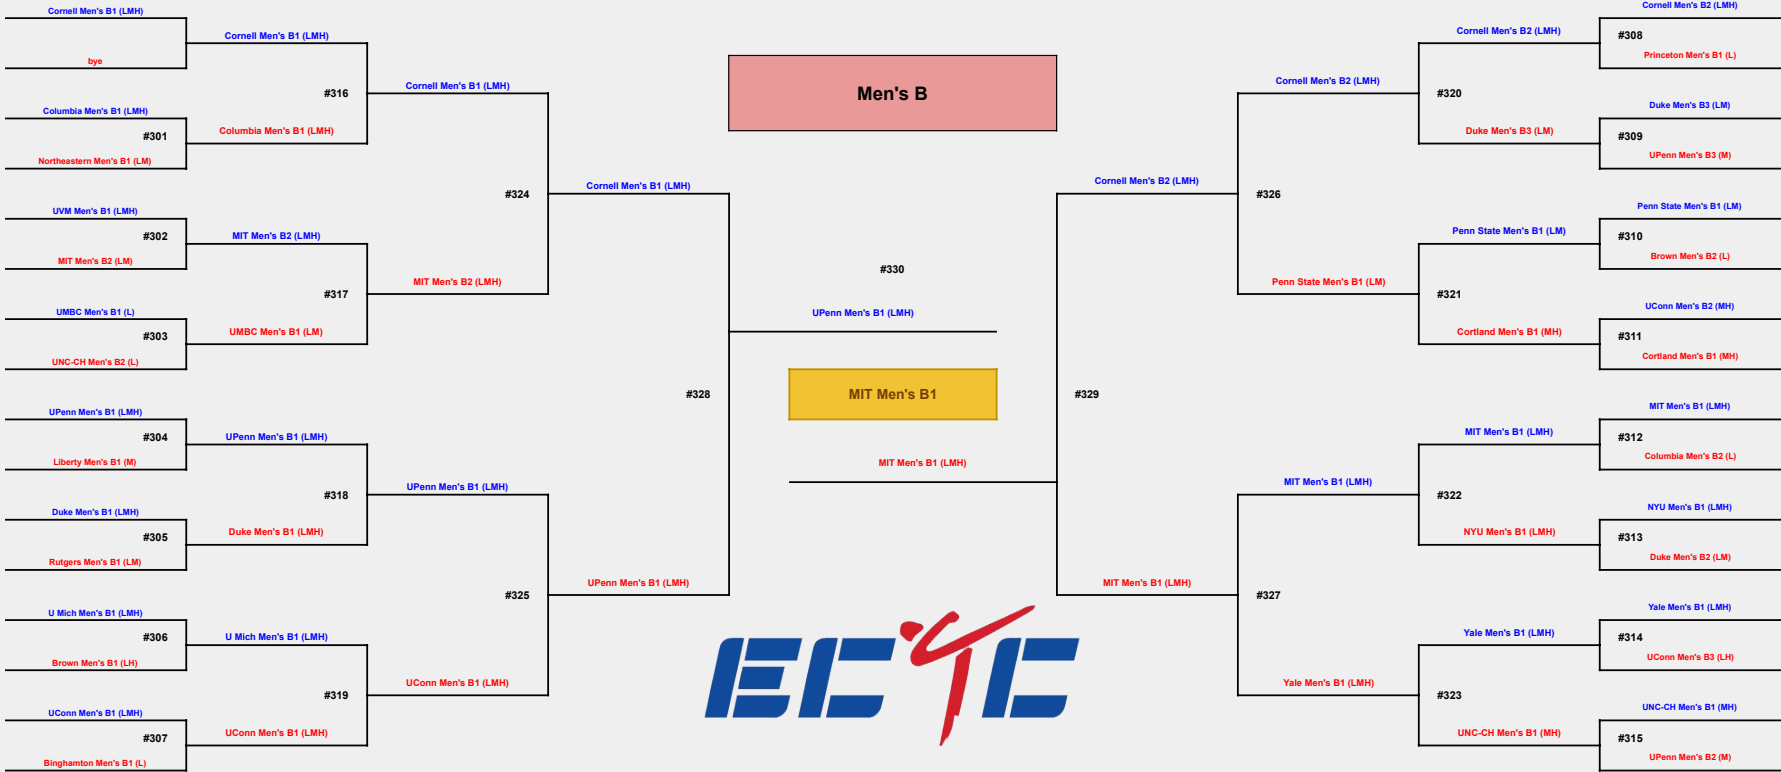 Cornell Men's B1 (LMH)
bye
Columbia Men's B1 (LMH)
#301
Northeastern Men's B1 (LM)
UVM Men's B1 (LMH)
#302
MIT Men's B2 (LM)
UMBC Men's B1 (L)
#303
UNC-CH Men's B2 (L)
UPenn Men's B1 (LMH)
#304
Liberty Men's B1 (M)
Duke Men's B1 (LMH)
#305
Rutgers Men's B1 (LM)
U Mich Men's B1 (LMH)
#306
Brown Men's B1 (LH)
UConn Men's B1 (LMH)
#307
Binghamton Men's B1 (L)
Cornell Men's B1 (LMH)
#316
Columbia Men's B1 (LMH)
MIT Men's B2 (LMH)
#317
UMBC Men's B1 (LM)
UPenn Men's B1 (LMH)
#318
Duke Men's B1 (LMH)
U Mich Men's B1 (LMH)
#319
UConn Men's B1 (LMH)
Cornell Men's B1 (LMH)
#324
MIT Men's B2 (LMH)
UPenn Men's B1 (LMH)
#325
UConn Men's B1 (LMH)
Cornell Men's B1 (LMH)
#328
UPenn Men's B1 (LMH)
Men's B
#330
UPenn Men's B1 (LMH)
MIT Men's B1
MIT Men's B1 (LMH)
ECTC
Cornell Men's B2 (LMH)
#329
MIT Men's B1 (LMH)
Cornell Men's B2 (LMH)
#326
Penn State Men's B1 (LM)
MIT Men's B1 (LMH)
#327
Yale Men's B1 (LMH)
Cornell Men's B2 (LMH)
#320
Duke Men's B3 (LM)
Penn State Men's B1 (LM)
#321
Cortland Men's B1 (MH)
MIT Men's B1 (LMH)
#322
NYU Men's B1 (LMH)
Yale Men's B1 (LMH)
#323
UNC-CH Men's B1 (MH)
Cornell Men's B2 (LMH)
#308
Princeton Men's B1 (L)
Duke Men's B3 (LM)
#309
UPenn Men's B3 (M)
Penn State Men's B1 (LM)
#310
Brown Men's B2 (L)
UConn Men's B2 (MH)
#311
Cortland Men's B1 (MH)
MIT Men's B1 (LMH)
#312
Columbia Men's B2 (L)
NYU Men's B1 (LMH)
#313
Duke Men's B2 (LM)
Yale Men's B1 (LMH)
#314
UConn Men's B3 (LH)
UNC-CH Men's B1 (MH)
#315
UPenn Men's B2 (M)